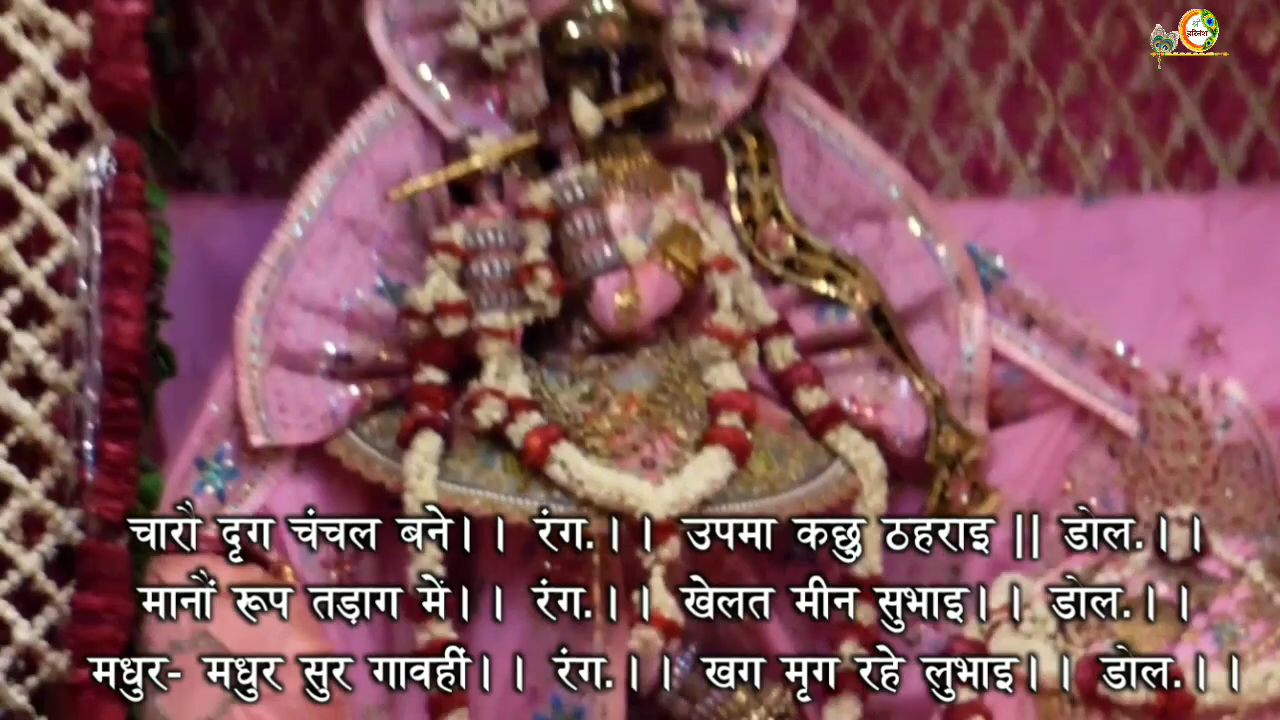 चारौ दृग चंचल बने।। रंग.।। उपमा कछु ठहराइ || डोल.।।
मानौं रूप तड़ाग में।। रंग.।। खेलत मीन सुभाइ।। डोल.।।
मधुर- मधुर सुर गावहीं।। रंग.।। खग मृग रहे लुभाइ।। डोल.।।